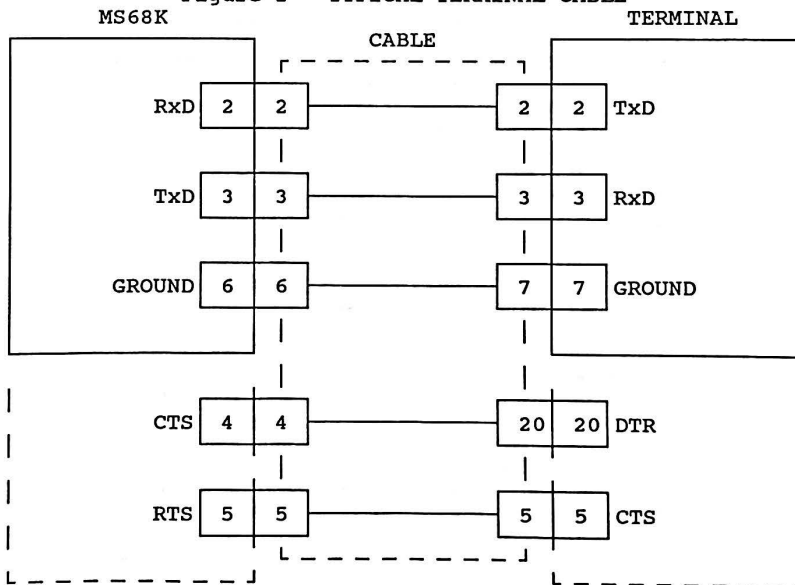 MS68K
TERMINAL
CABLE
RxD 2 2 2 2 TxD
TxD 3 3 3 3 RxD
GROUND 6 6 7 7 GROUND
CTS 4 4 20 20 DTR
RTS 5 5 5 5 CTS